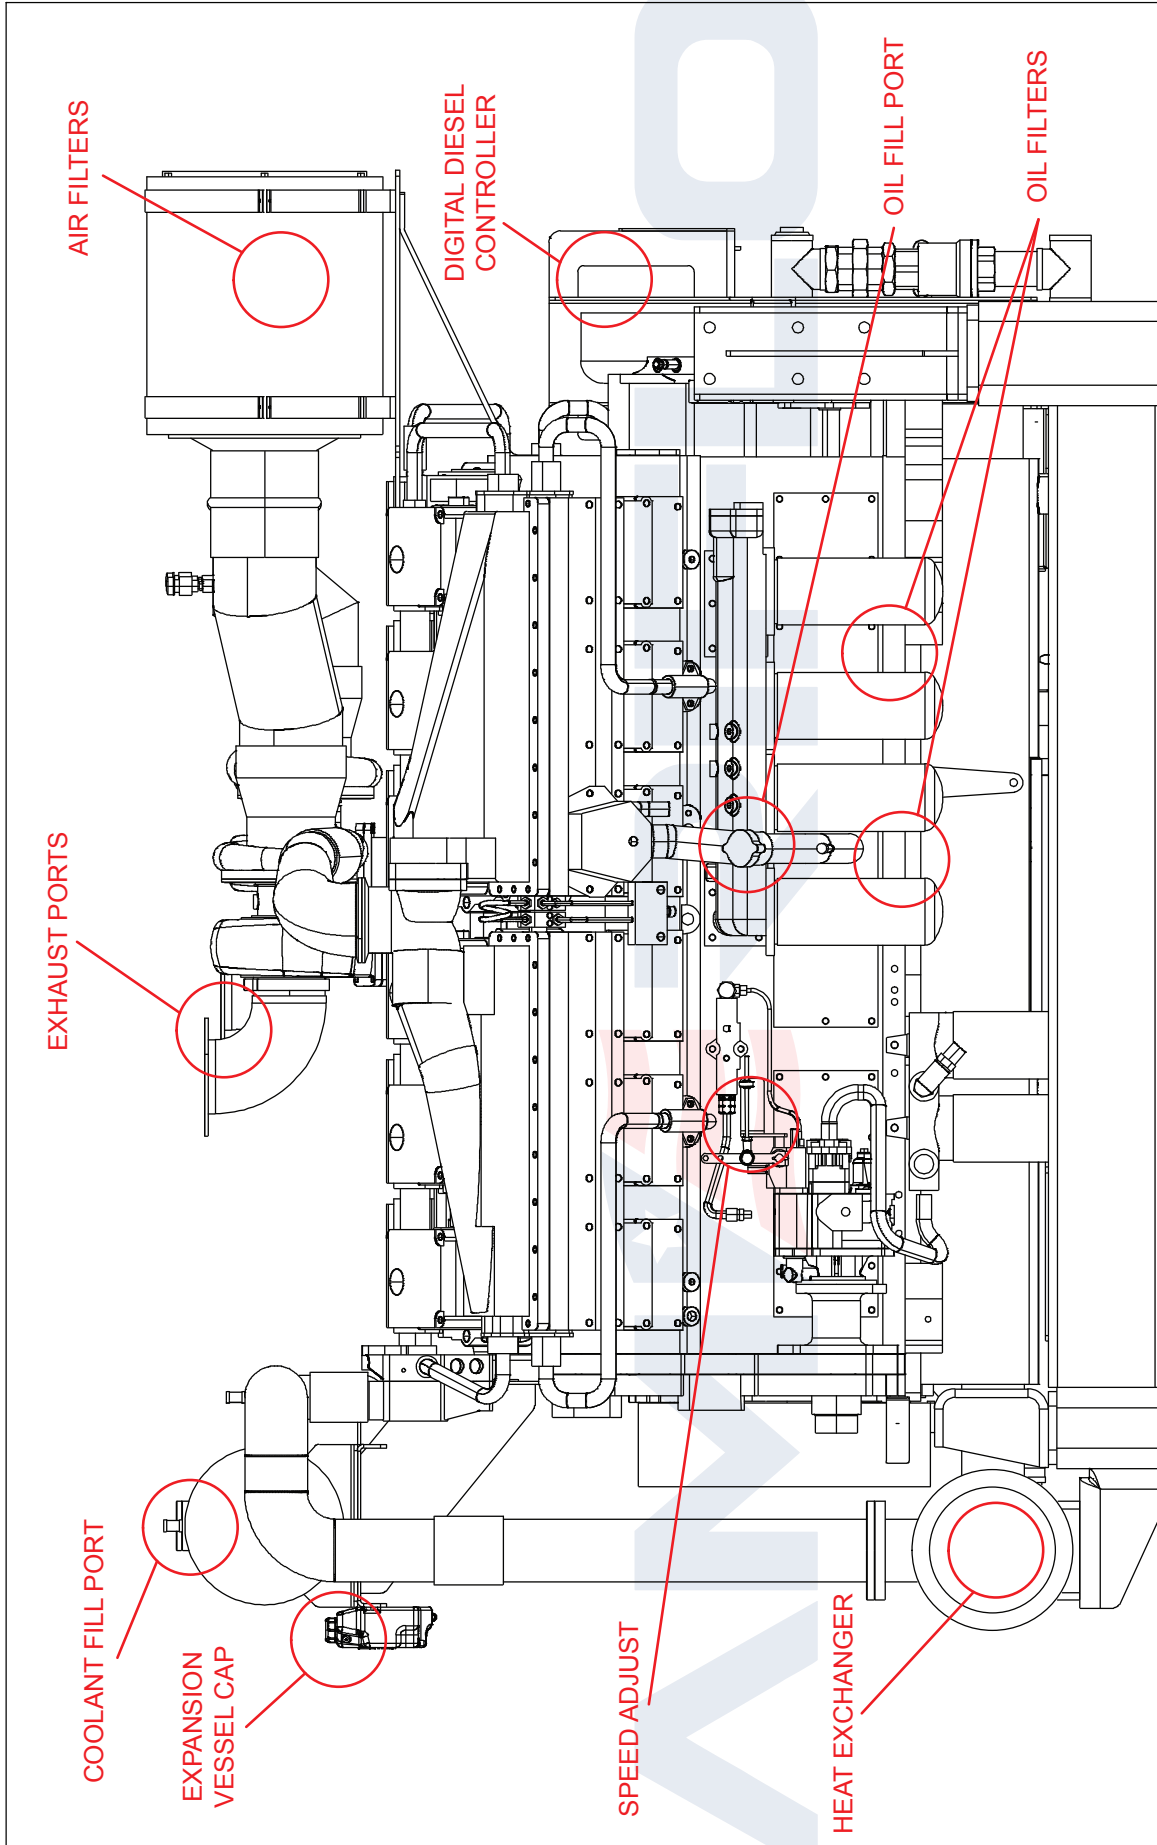 EXHAUST PORTS
AIR FILTERS
COOLANT FILL PORT
EXPANSION
VESSEL CAP
DIGITAL DIESEL
CONTROLLER
SPEED ADJUST
HEAT EXCHANGER
OIL FILL PORT
OIL FILTERS
AMARILLO